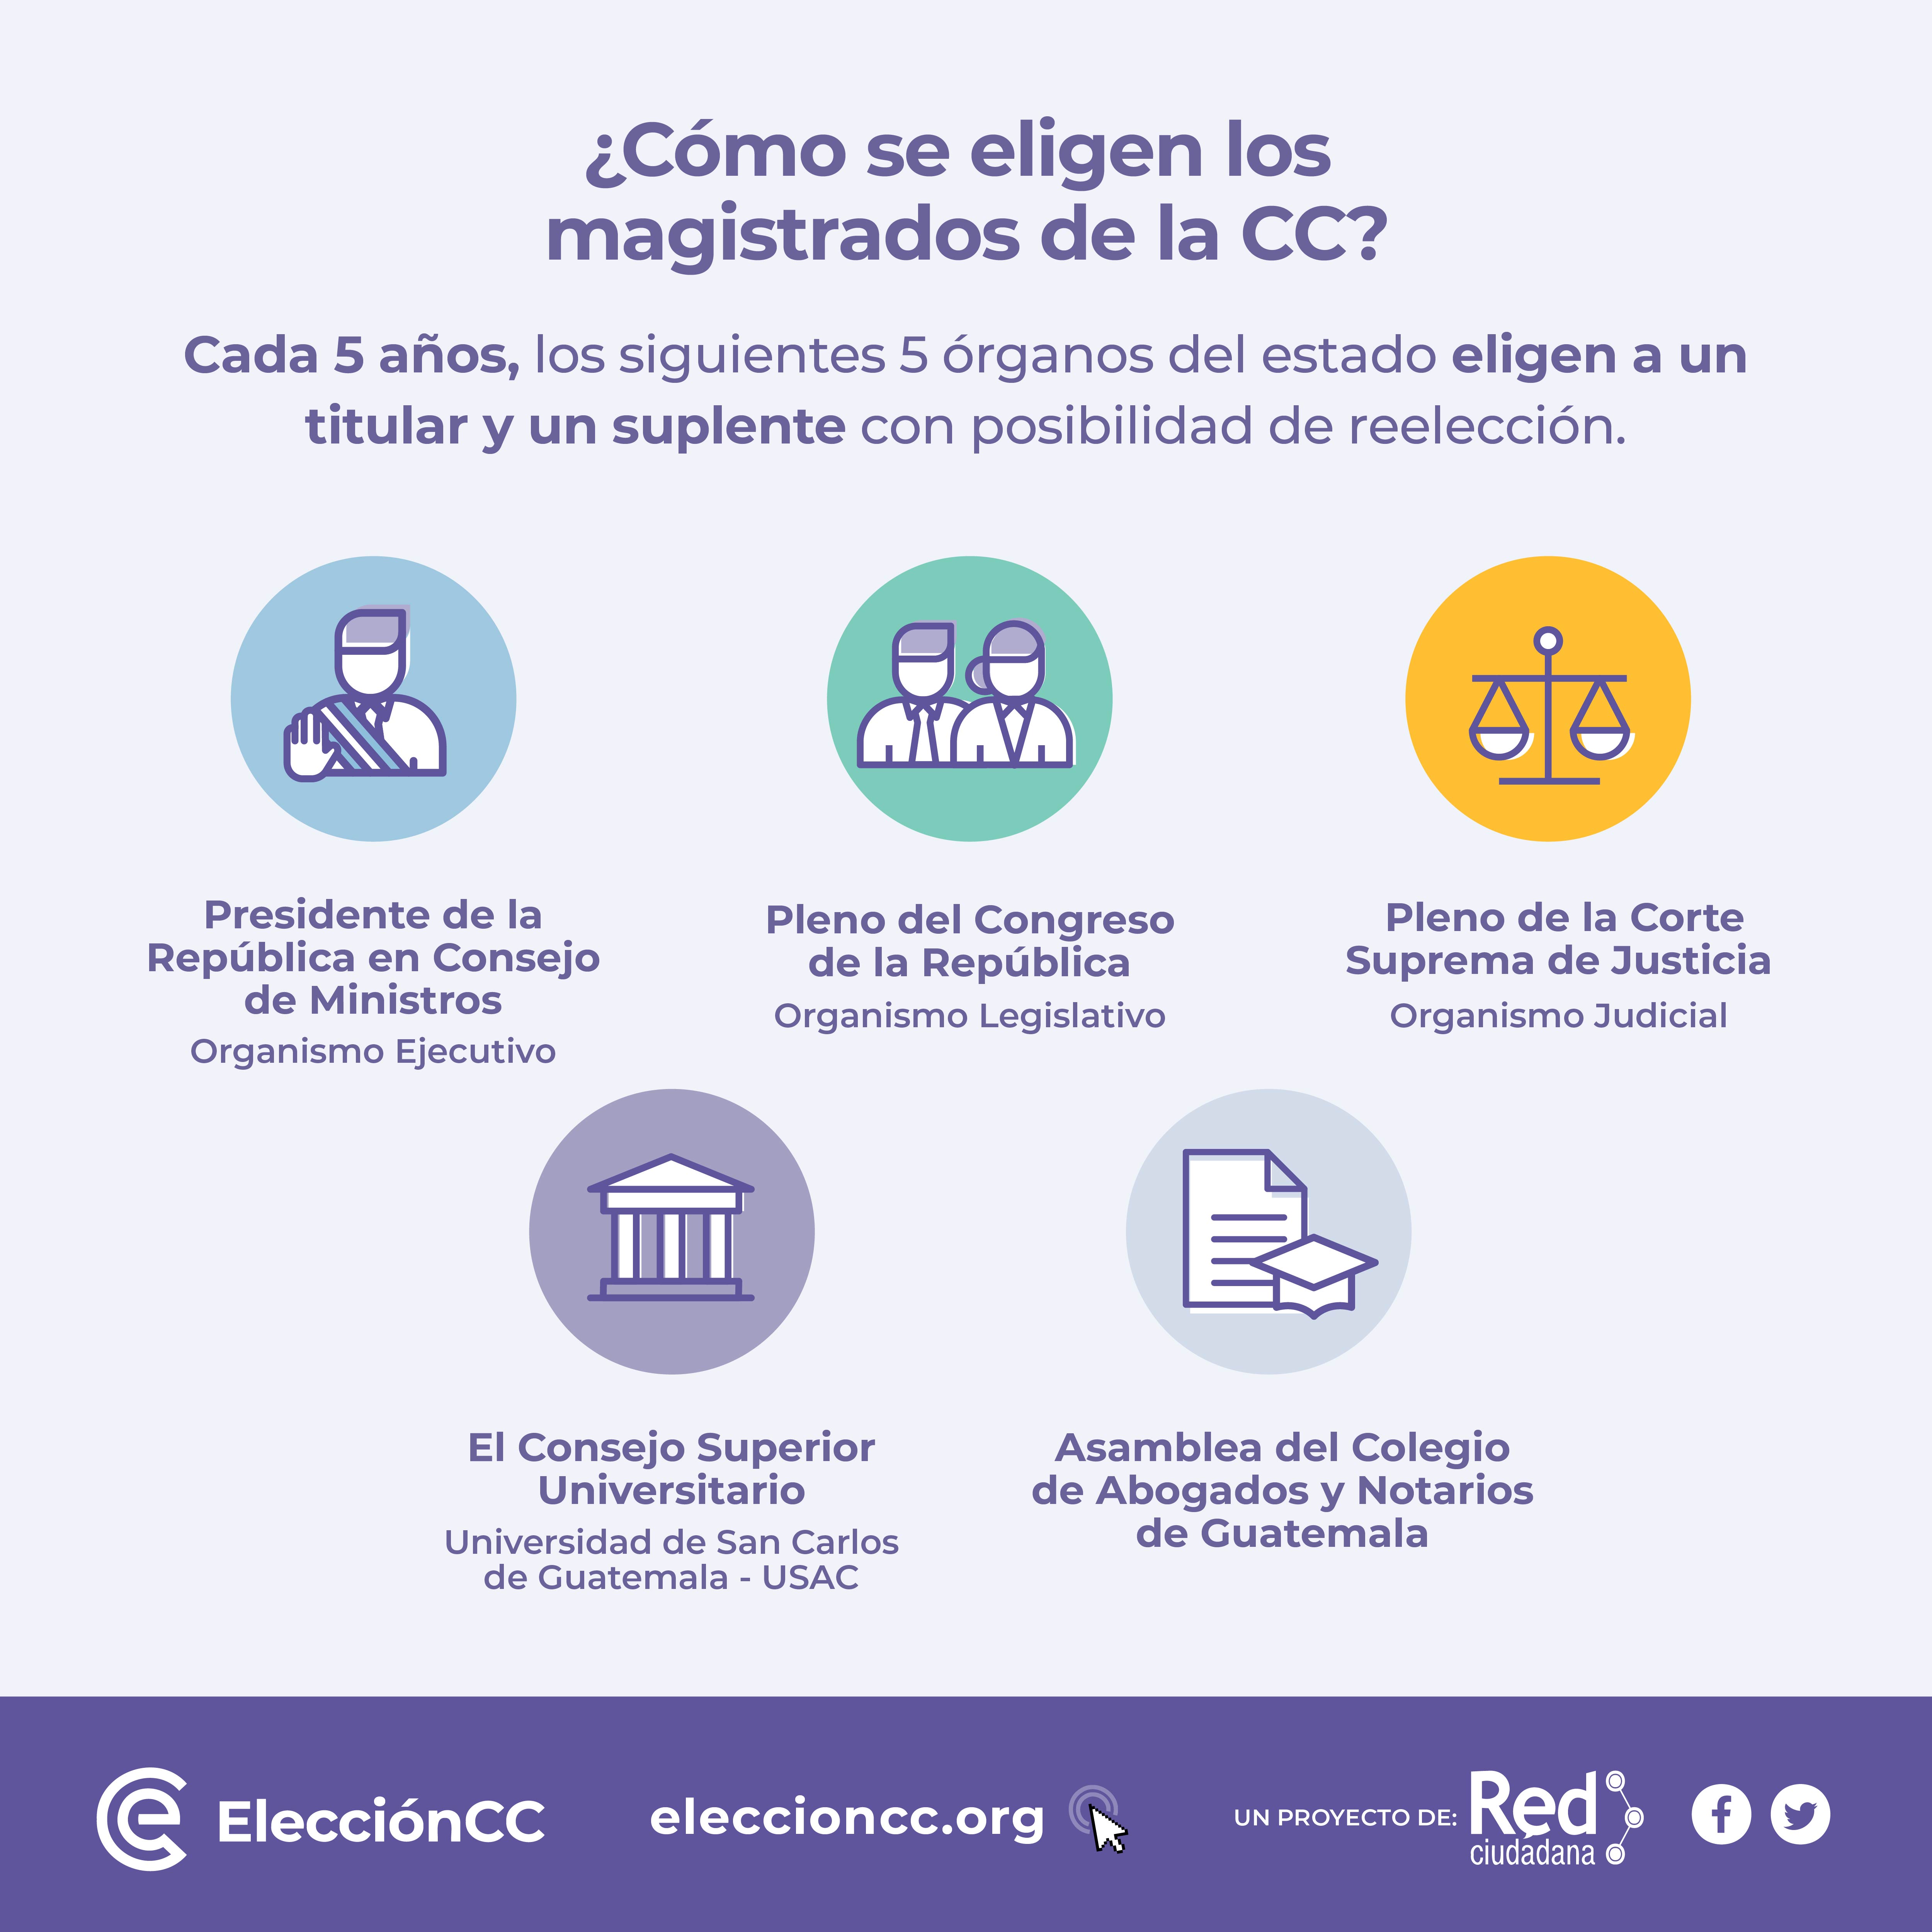 ¿Cómo se eligen los
magistrados de la CC?
Cada 5 años, los siguientes 5 órganos del estado eligen a un
titular y un suplente con posibilidad de reelección.
Presidente de la
República en Consejo
de Ministros
Organismo Ejecutivo
Pleno del Congreso
de la República
Organismo Legislativo
Pleno de la Corte
Suprema de Justicia
Organismo Judicial
El Consejo Superior
Universitario
Universidad de San Carlos
de Guatemala - USAC
Asamblea del Colegio
de Abogados y Notarios
de Guatemala
ElecciónCC
eleccioncc.org
UN PROYECTO DE:
Red
ciudadana